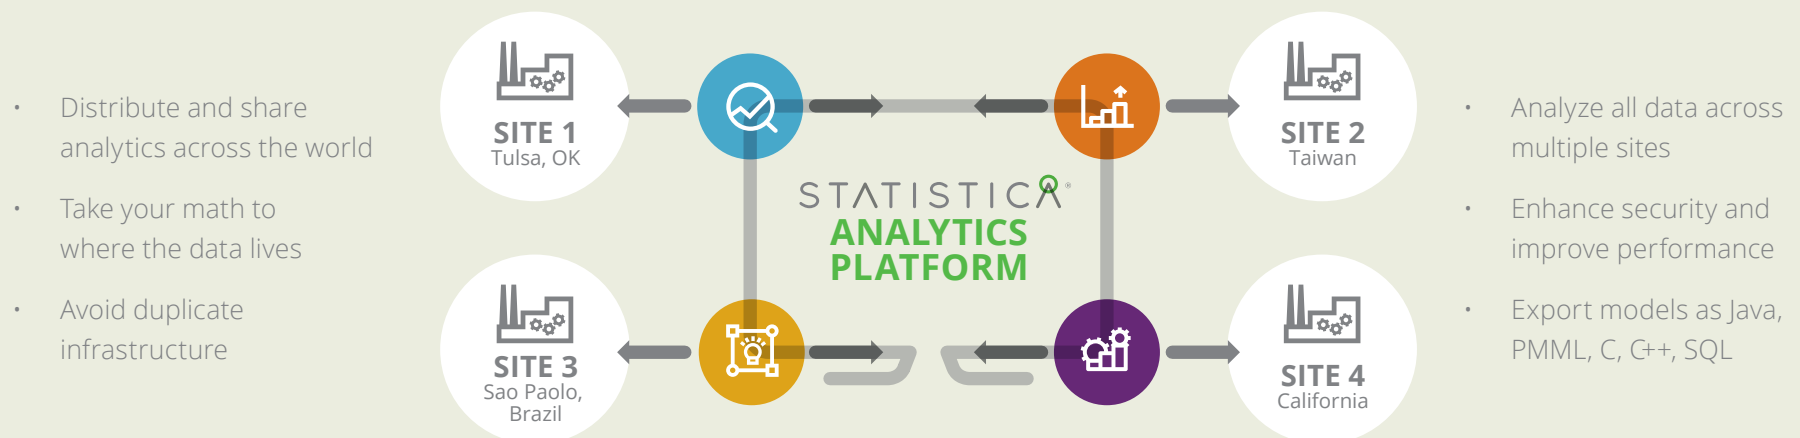 • Distribute and share
analytics across the world
• Take your math to
where the data lives
• Avoid duplicate
infrastructure
SITE 1
Tulsa, OK
SITE 3
Sao Paolo,
Brazil
STATISTICA®
ANALYTICS
PLATFORM
SITE 2
Taiwan
SITE 4
California
• Analyze all data across
multiple sites
• Enhance security and
improve performance
• Export models as Java,
PMML, C, C++, SQL